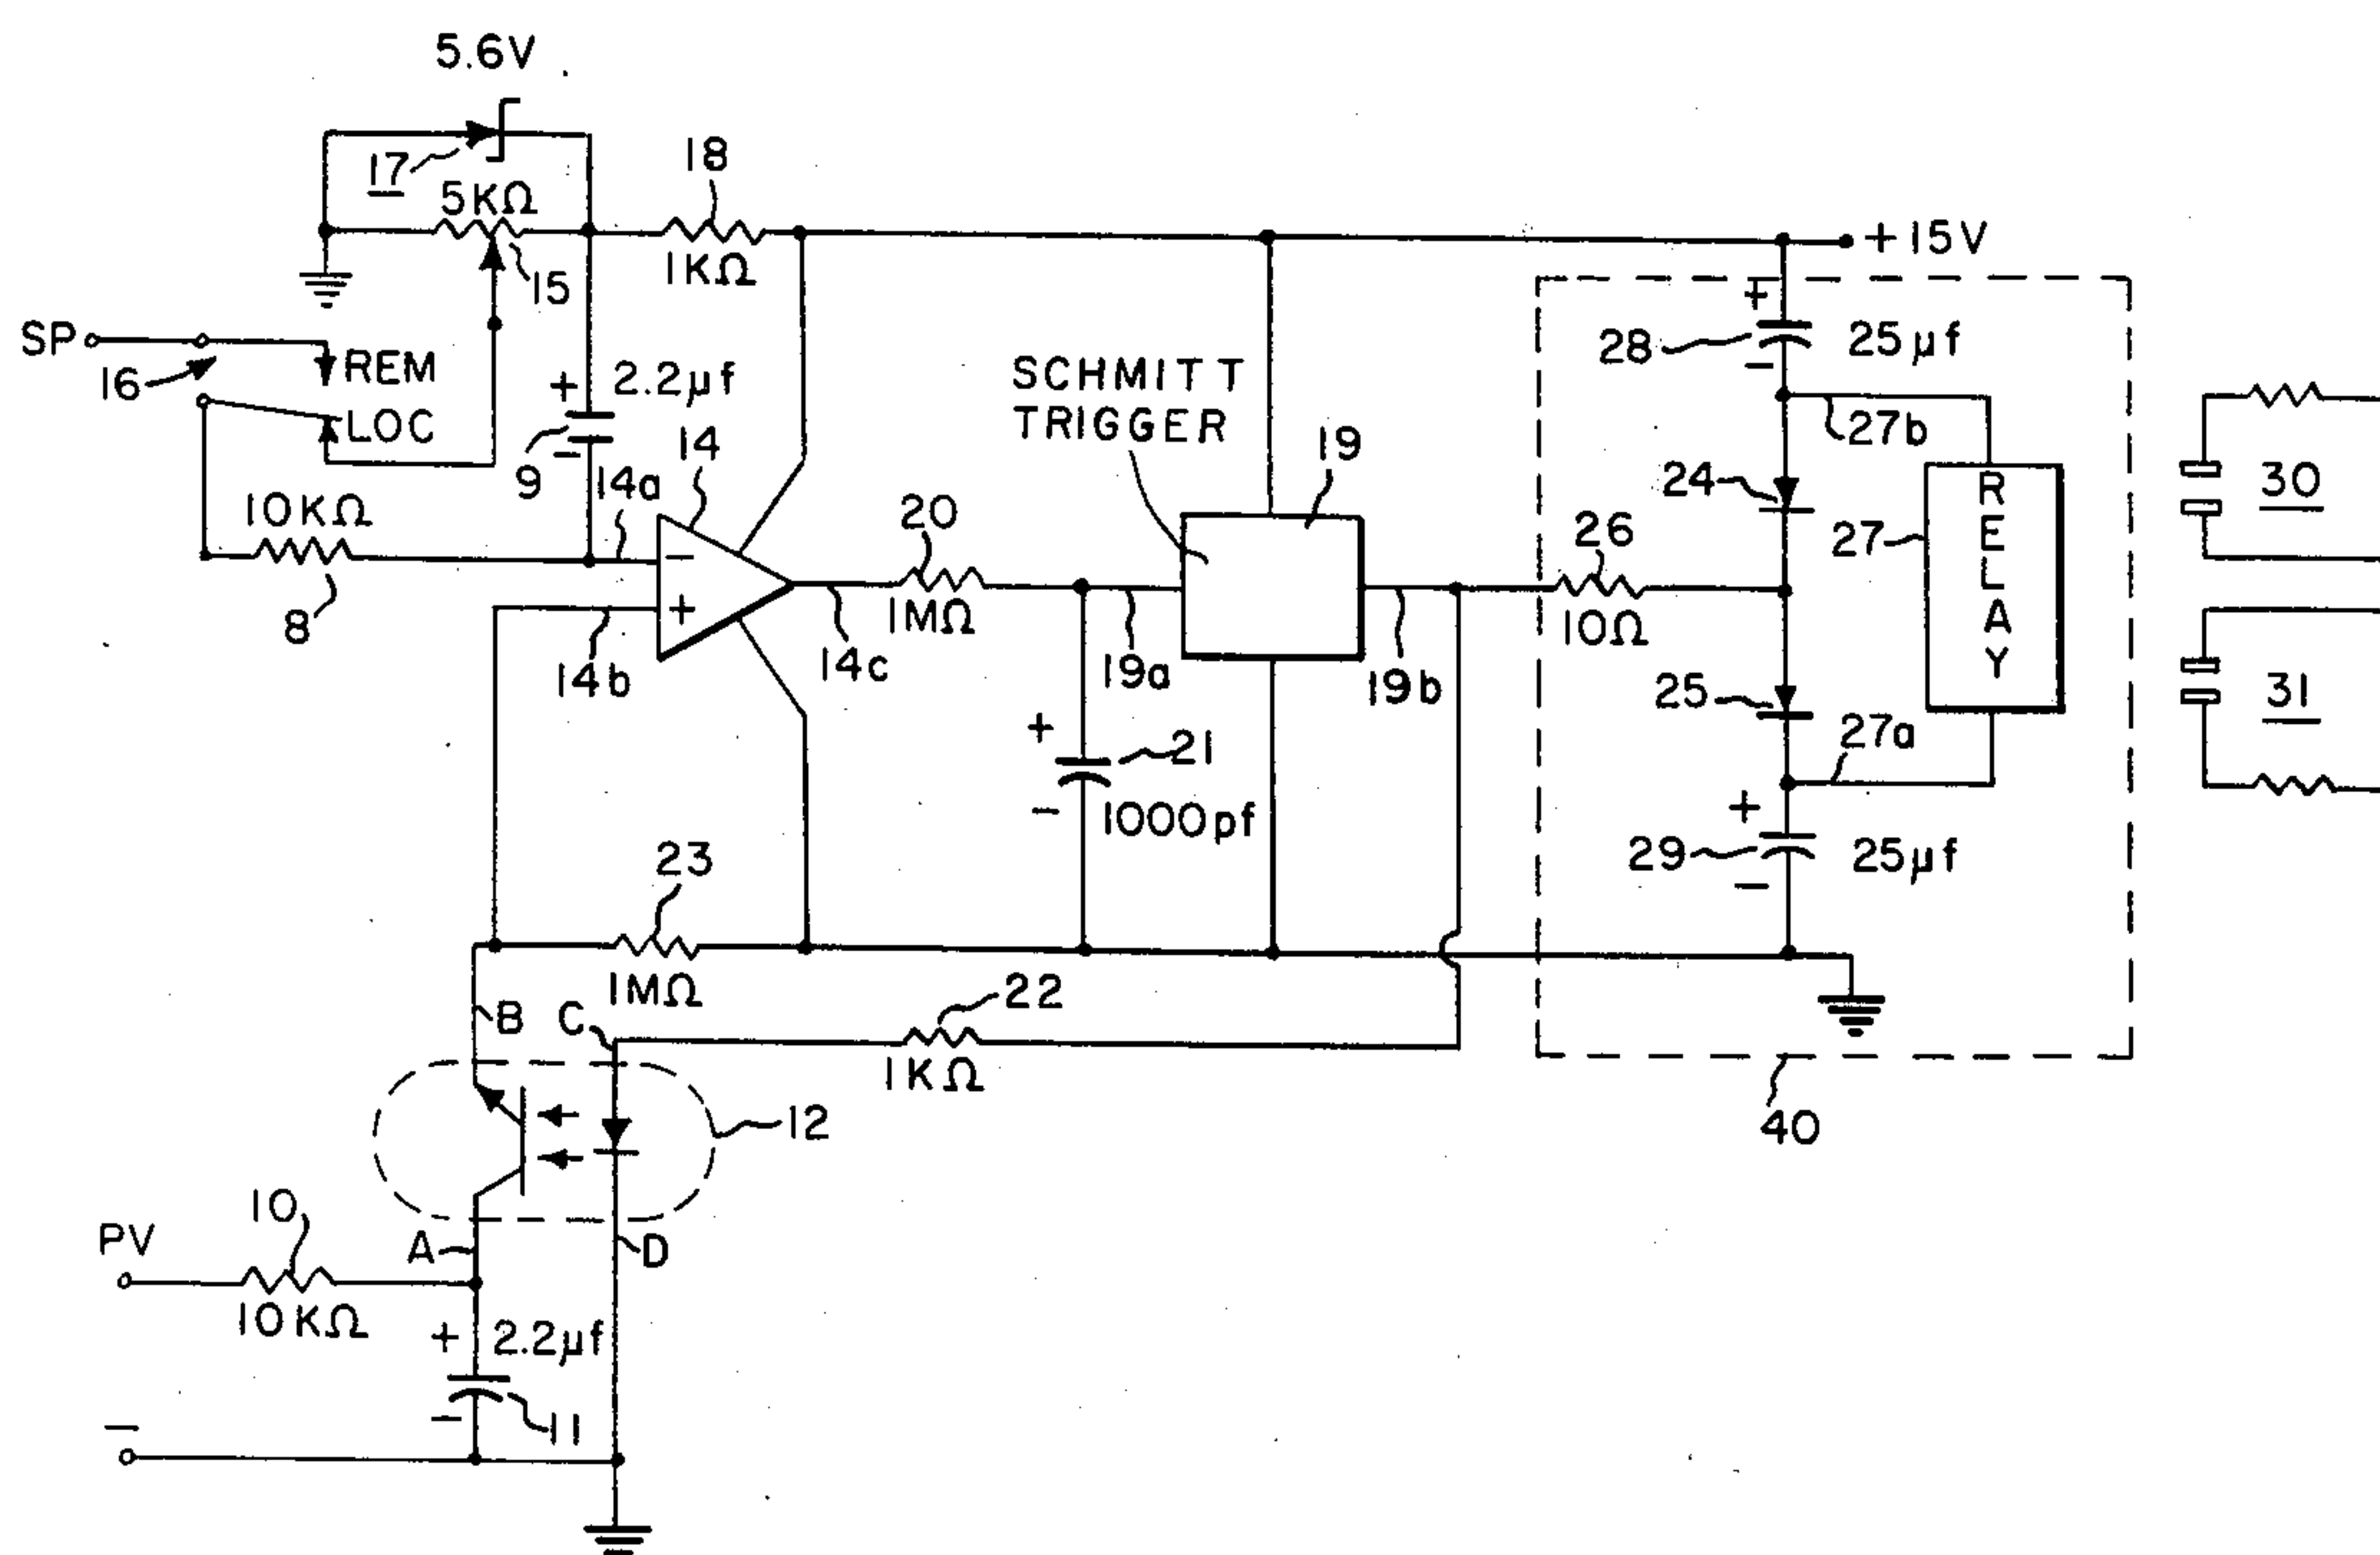 5.6V
17
5KΩ
15
18
1KΩ
+15V
SP
16
REM
LOC
+
2.2μf
9
-
14a
14
10KΩ
8
-
+
14b
14c
20
1MΩ
SCHMITT
TRIGGER
19
19a
19b
+
21
-
1000pf
+
28
25μf
-
27b
24
26
10Ω
27
RELAY
25
27a
+
29
25μf
-
30
31
40
23
1MΩ
B
C
22
1KΩ
12
A
D
PV
10
10KΩ
+
2.2μf
-
11
-